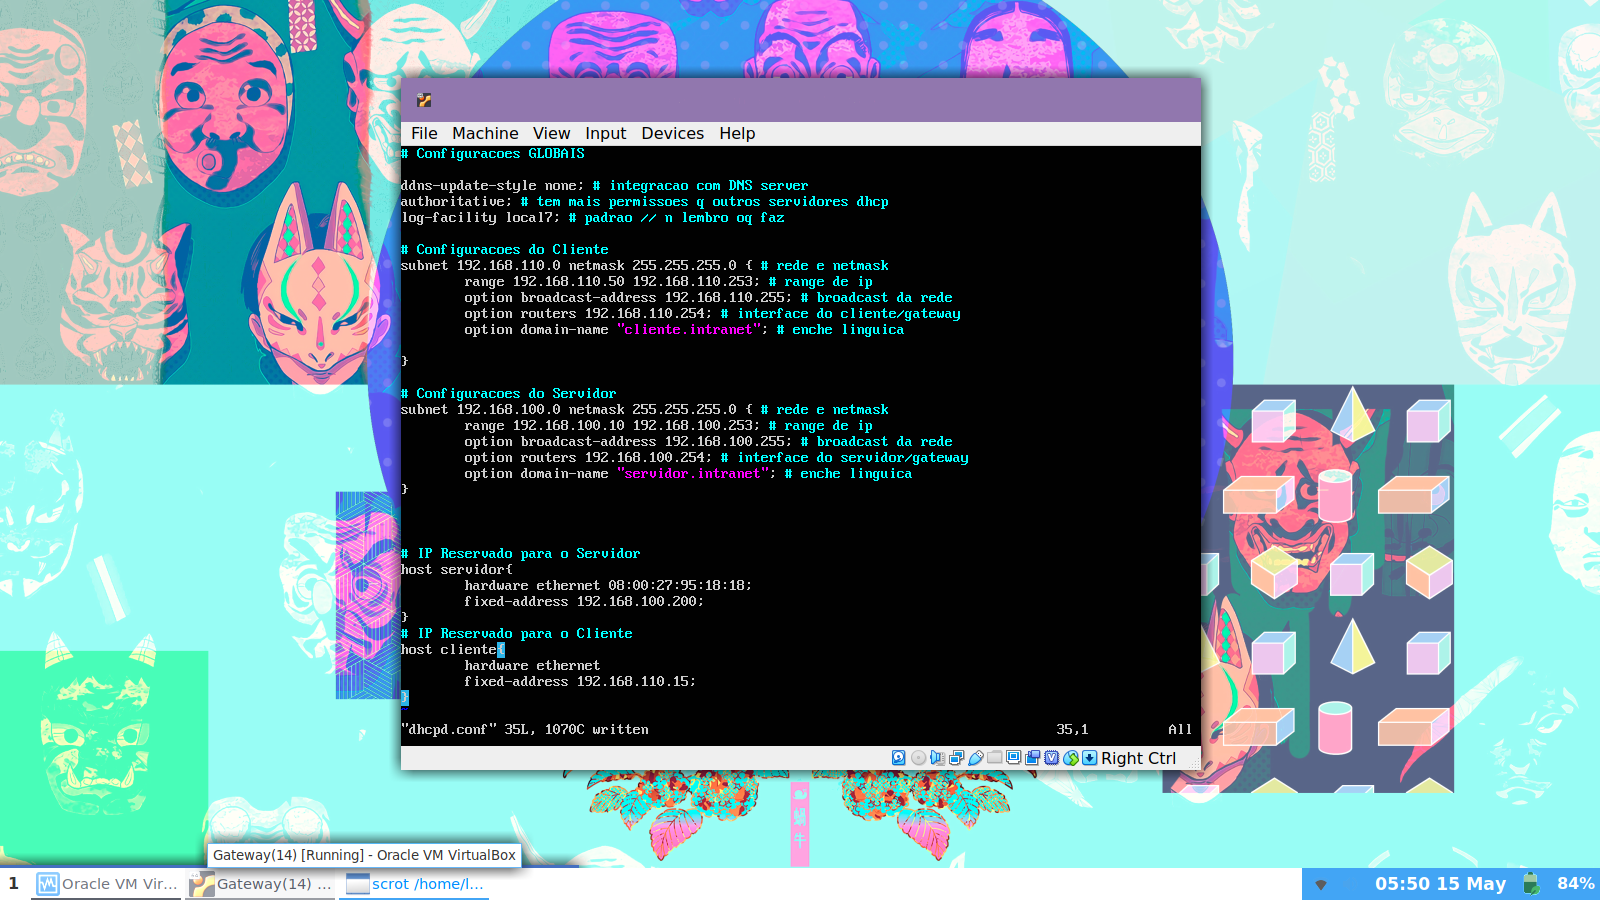 File Machine View Input Devices Help
# Configuracoes GLOBAIS
ddns-update-style none; # integracao com DNS server
authoritative; # tem mais permissoes q outros servidores dhcp
log-facility local7; # padrao // n lembro oq faz
# Configuracoes do Cliente
subnet 192.168.110.0 netmask 255.255.255.0 { # rede e netmask
range 192.168.110.50 192.168.110.253; # range de ip
option broadcast-address 192.168.110.255; # broadcast da rede
option routers 192.168.110.254; # interface do cliente/gateway
option domain-name "cliente.intranet"; # enche linguica
}
# Configuracoes do Servidor
subnet 192.168.100.0 netmask 255.255.255.0 { # rede e netmask
range 192.168.100.10 192.168.100.253; # range de ip
option broadcast-address 192.168.100.255; # broadcast da rede
option routers 192.168.100.254; # interface do servidor/gateway
option domain-name "servidor.intranet"; # enche linguica
}
# IP Reservado para o Servidor
host servidor{
hardware ethernet 08:00:27:95:18:18;
fixed-address 192.168.100.200;
}
# IP Reservado para o Cliente
host cliente{
hardware ethernet
fixed-address 192.168.110.15;
}
"dhcpd.conf" 35L, 1070C written 35,1 All
Right Ctrl
Gateway(14) [Running] - Oracle VM VirtualBox
1 Oracle VM Vir... Gateway(14) ... scrot /home/l... 05:50 15 May 84%